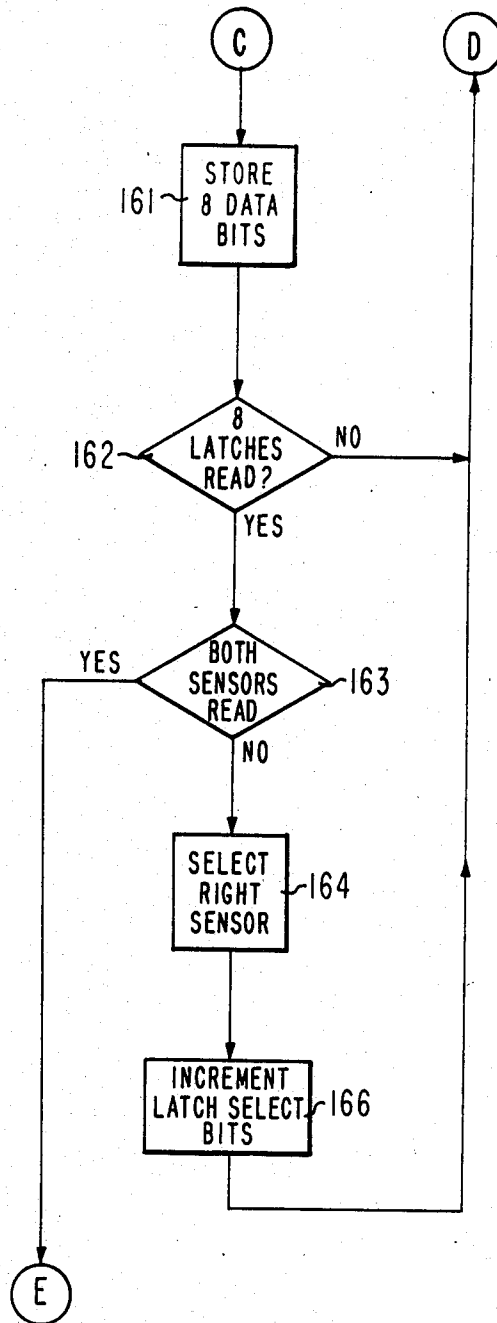 C
D
STORE
8 DATA
BITS
161
8
LATCHES
READ?
162
NO
YES
BOTH
SENSORS
READ
163
YES
NO
SELECT
RIGHT
SENSOR
164
INCREMENT
LATCH SELECT
BITS
166
E